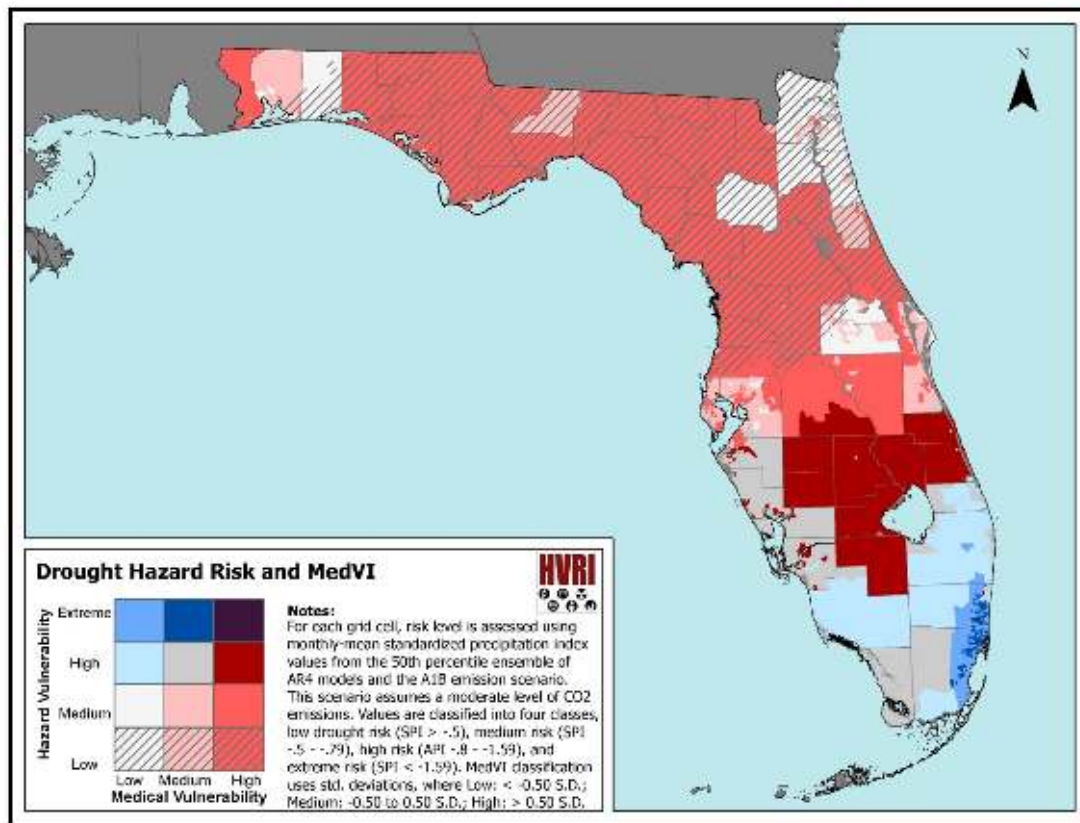 N
Drought Hazard Risk and MedVI
HVRI
Hazard Vulnerability
Extreme
High
Medium
Low
Low Medium High
Medical Vulnerability
Notes:
For each grid cell, risk level is assessed using
monthly-mean standardized precipitation index
values from the 50th percentile ensemble of
AR4 models and the A1B emission scenario.
This scenario assumes a moderate level of CO2
emissions. Values are classified into four classes,
low drought risk (SPI > -.5), medium risk (SPI
-.5 - -.79), high risk (API -.8 - -1.59), and
extreme risk (SPI < -1.59). MedVI classification
uses std. deviations, where Low: < -0.50 S.D.;
Medium: -0.50 to 0.50 S.D.; High: > 0.50 S.D.